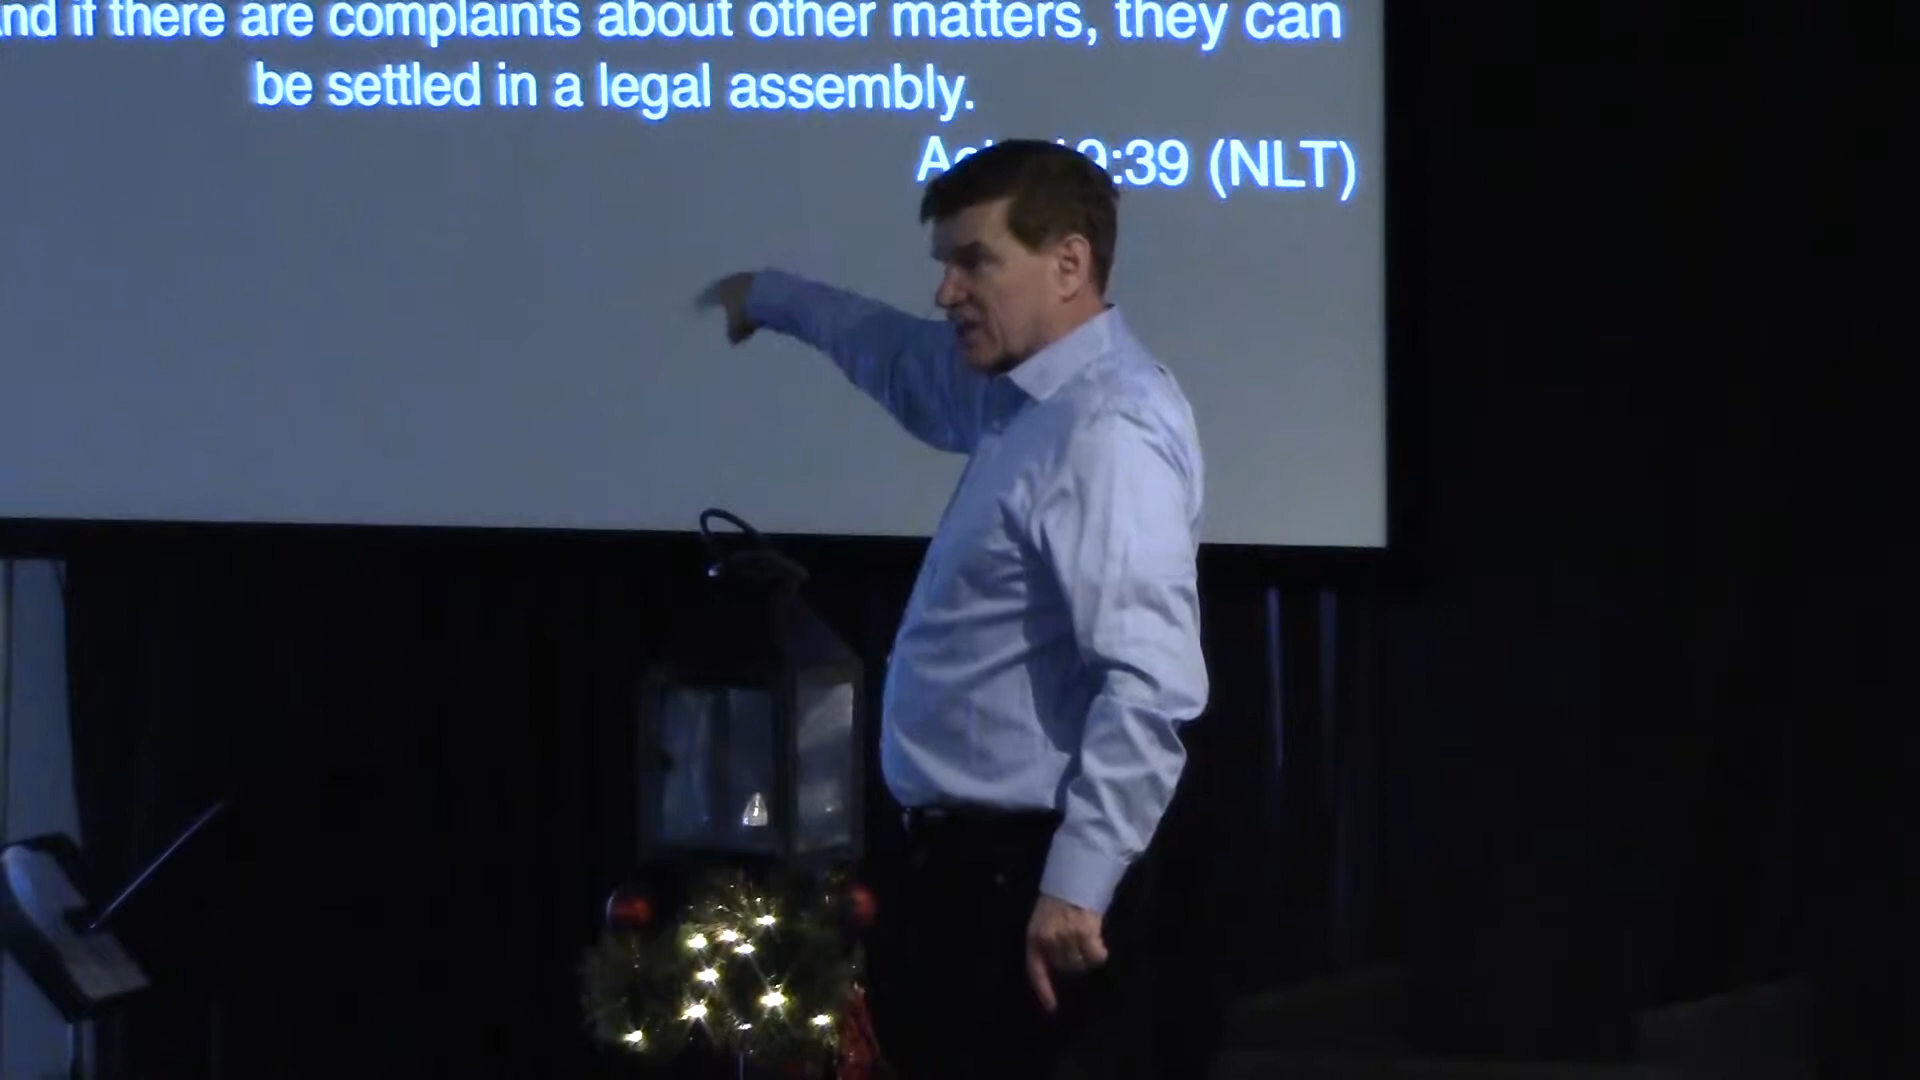 nd if there are complaints about other matters, they can
be settled in a legal assembly.
:39 (NLT)